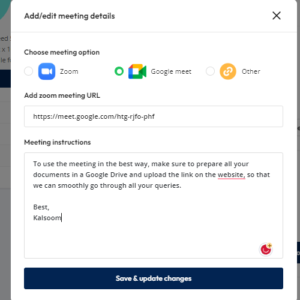 Add/edit meeting details
Choose meeting option
Zoom
Google meet
Other
Add zoom meeting URL
https://meet.google.com/htg-rjfo-phf
Meeting instructions
To use the meeting in the best way, make sure to prepare all your
documents in a Google Drive and upload the link on the webiste, so that
we can smoothly go through all your queries.
Best,
Kalsoom
Save & update changes